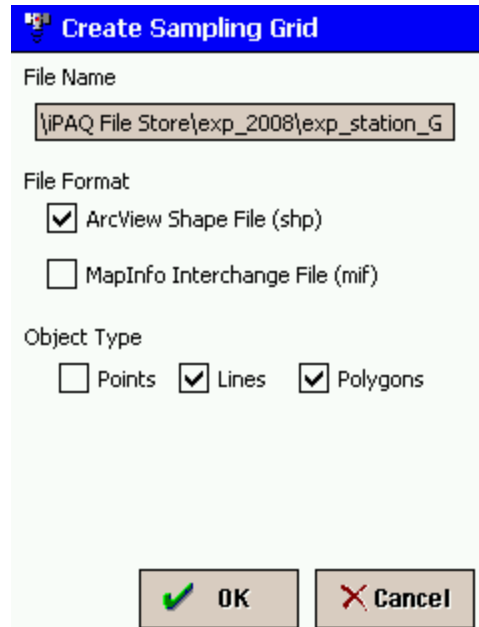 Create Sampling Grid
File Name
\iPAQ File Store\exp_2008\exp_station_G
File Format
ArcView Shape File (shp)
MapInfo Interchange File (mif)
Object Type
Points Lines Polygons
OK Cancel